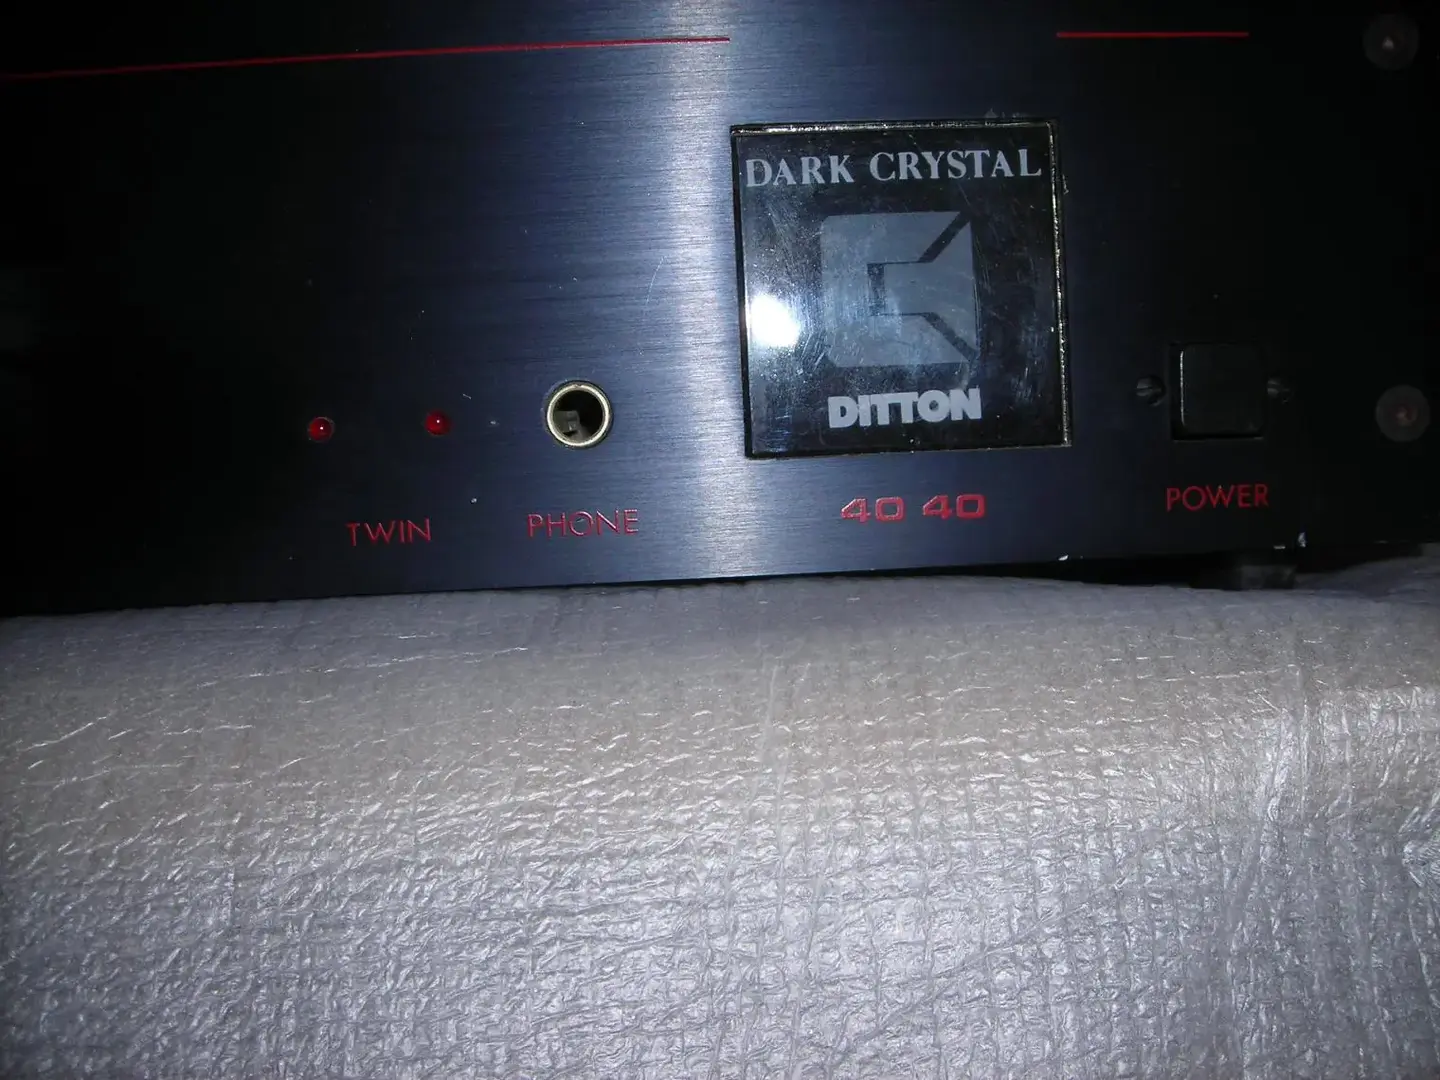 DARK CRYSTAL
DITTON
TWIN
PHONE
40 40
POWER